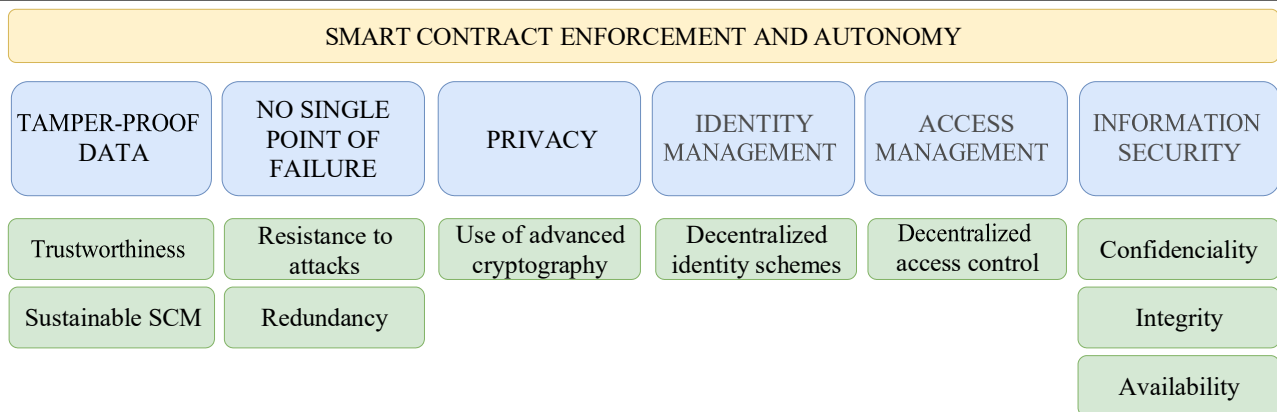 SMART CONTRACT ENFORCEMENT AND AUTONOMY
TAMPER-PROOF
DATA
NO SINGLE
POINT OF
FAILURE
PRIVACY
IDENTITY
MANAGEMENT
ACCESS
MANAGEMENT
INFORMATION
SECURITY
Trustworthiness
Resistance to
attacks
Use of advanced
cryptography
Decentralized
identity schemes
Decentralized
access control
Confidenciality
Sustainable SCM
Redundancy
Integrity
Availability